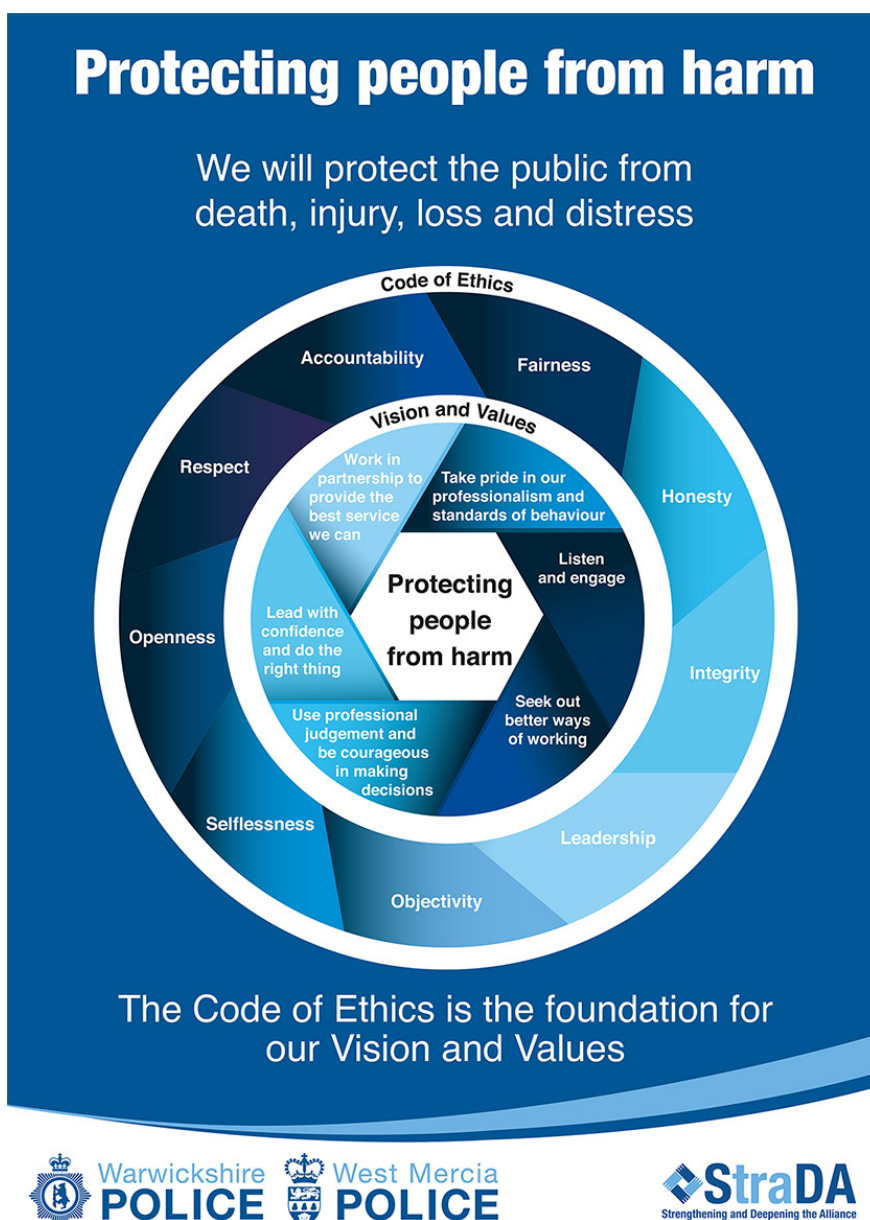 Protecting people from harm
We will protect the public from
death, injury, loss and distress
Code of Ethics
Accountability
Fairness
Honesty
Integrity
Leadership
Objectivity
Selflessness
Openness
Respect
Vision and Values
Work in
partnership to
provide the
best service
we can
Take pride in our
professionalism and
standards of behaviour
Listen
and engage
Seek out
better ways
of working
Use professional
judgement and
be courageous
in making
decisions
Lead with
confidence
and do the
right thing
Protecting
people
from harm
The Code of Ethics is the foundation for
our Vision and Values
Warwickshire
POLICE
West Mercia
POLICE
StraDA
Strengthening and Deepening the Alliance